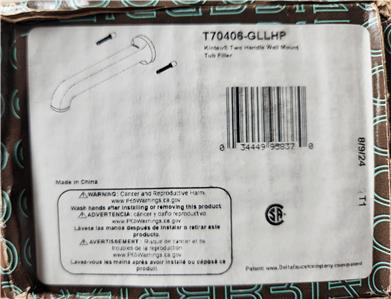 T70406-GLLHP
Kintsu® Two Handle Wall Mount
Tub Filler
0 34449 95837 0
8/9/24
T1
Made in China
WARNING: Cancer and Reproductive Harm.
www.P65Warnings.ca.gov
Wash hands after installing or removing this product.
ADVERTENCIA: cáncer y daño reproductivo
www.P65Warnings.ca.gov
Lávese las manos después de instalar o retirar este
producto.
AVERTISSEMENT: Risque de cancer et de
troubles de reproduction
www.P65Warnings.ca.gov
Lavez-vous les mains après avoir installé ou déposé ce
produit.
Patent: www.Deltafaucetcompany.com/patent